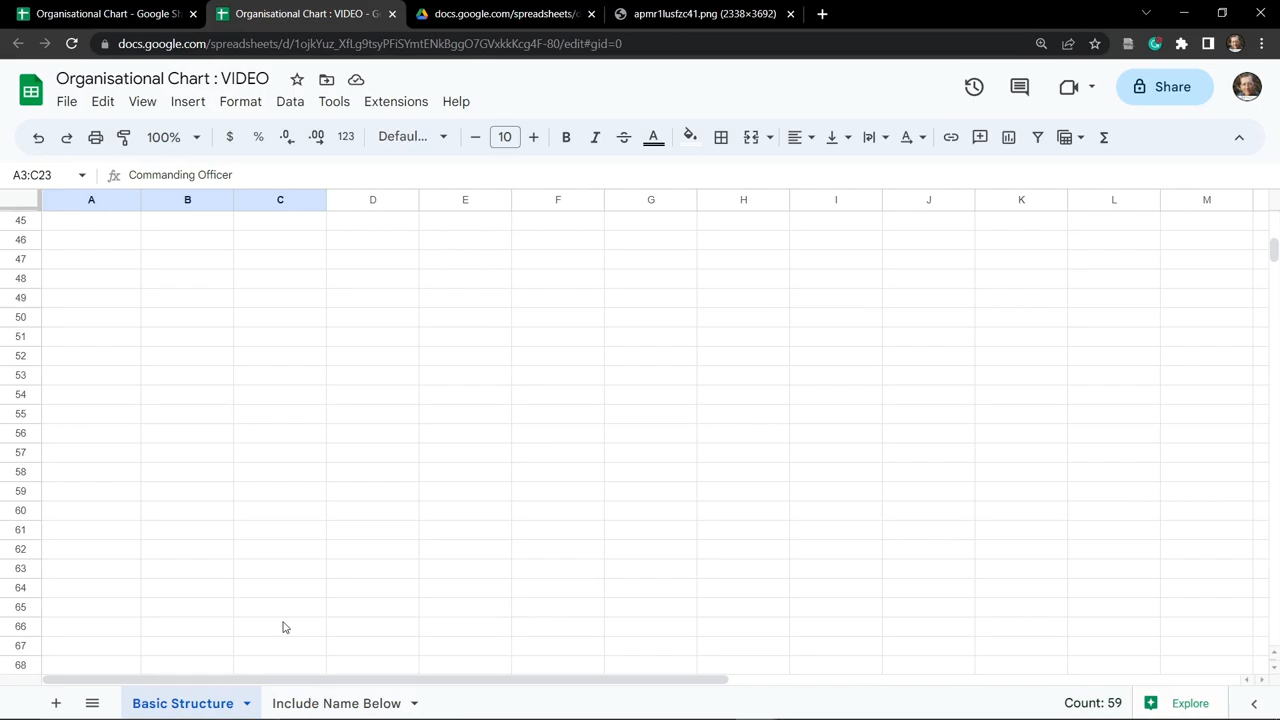 Organisational Chart - Google Sh
Organisational Chart : VIDEO - G
docs.google.com/spreadsheets/
apmr1lusfzc41.png (2338×3692)
docs.google.com/spreadsheets/d/1ojkYuz_XfLg9tsyPFiSYmtENkBggO7GVxkkKcg4F-80/edit#gid=0
Organisational Chart : VIDEO
File Edit View Insert Format Data Tools Extensions Help
Share
100% $ % .0 .00 123 Defaul... 10 B I S A A Σ
A3:C23 fx Commanding Officer
A B C D E F G H I J K L M
45
46
47
48
49
50
51
52
53
54
55
56
57
58
59
60
61
62
63
64
65
66
67
68
Basic Structure Include Name Below Count: 59 Explore